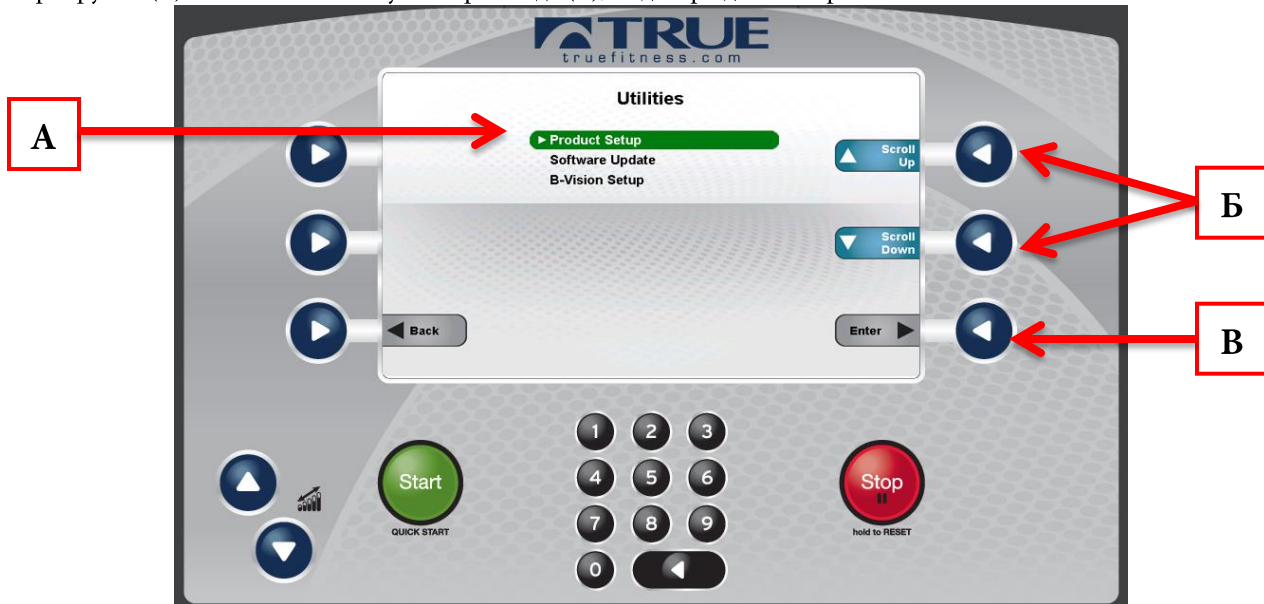 TRUE
truefitness.com
Utilities
А
► Product Setup
Software Update
B-Vision Setup
Scroll
Up
Б
Scroll
Down
Back
Enter
В
1 2 3
4 5 6
7 8 9
0
Start
QUICK START
Stop
hold to RESET